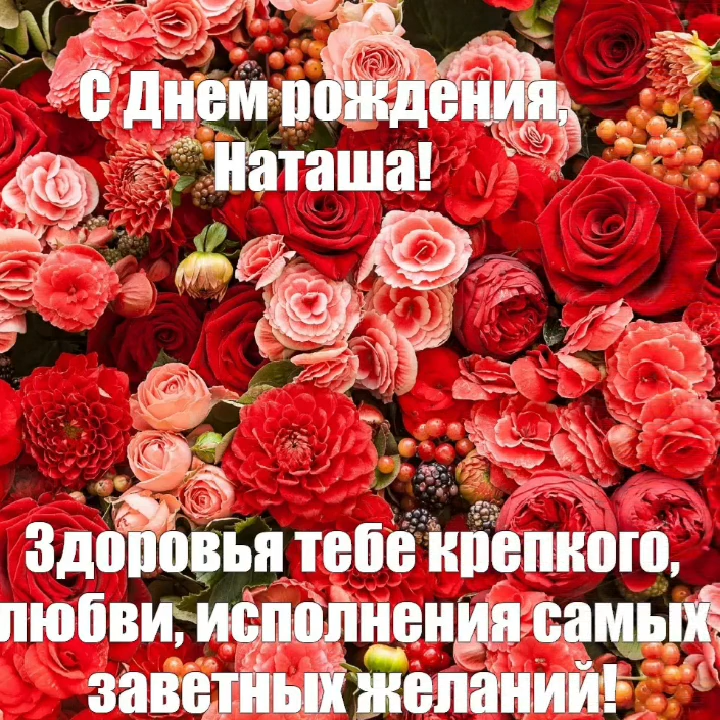 С Днем рождения,
Наташа!
Здоровья тебе крепкого,
любви, исполнения самых
заветных желаний!